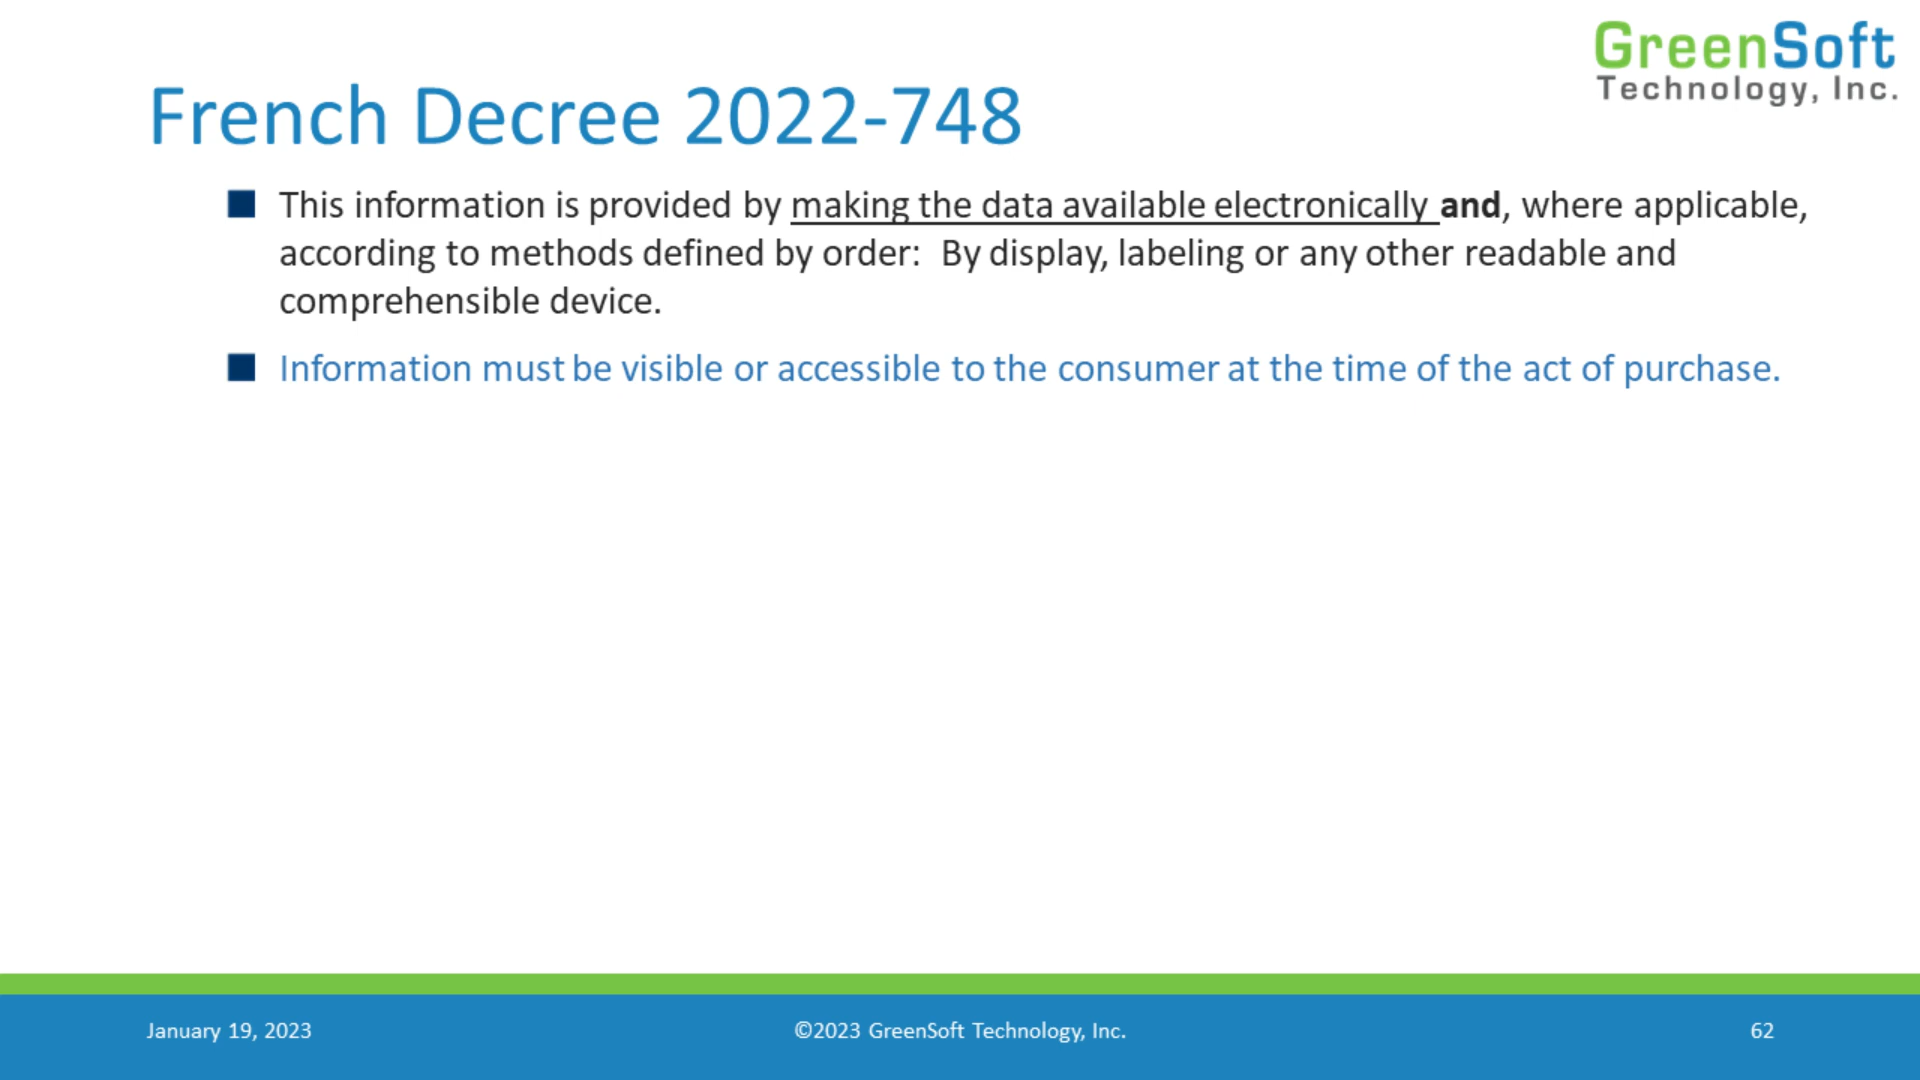 GreenSoft
Technology, Inc.
French Decree 2022-748
This information is provided by making the data available electronically and, where applicable,
according to methods defined by order: By display, labeling or any other readable and
comprehensible device.
Information must be visible or accessible to the consumer at the time of the act of purchase.
January 19, 2023
©2023 GreenSoft Technology, Inc.
62